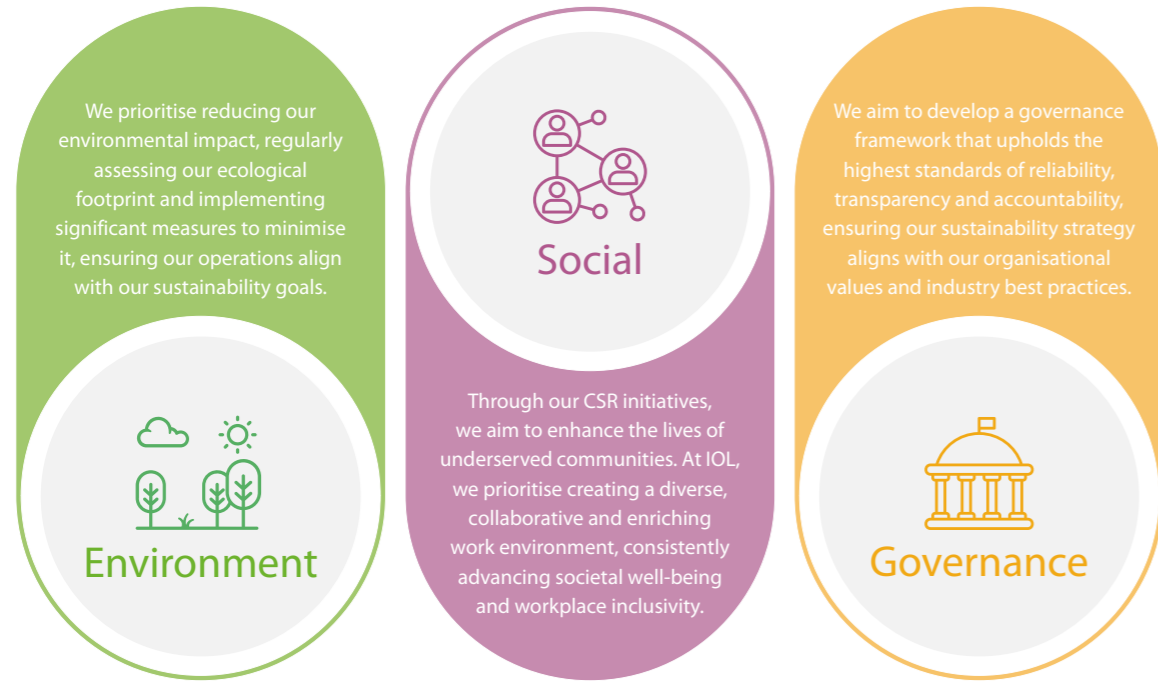 We prioritise reducing our
environmental impact, regularly
assessing our ecological
footprint and implementing
significant measures to minimise
it, ensuring our operations align
with our sustainability goals.
Environment
Social
Through our CSR initiatives,
we aim to enhance the lives of
underserved communities. At IOL,
we prioritise creating a diverse,
collaborative and enriching
work environment, consistently
advancing societal well-being
and workplace inclusivity.
We aim to develop a governance
framework that upholds the
highest standards of reliability,
transparency and accountability,
ensuring our sustainability strategy
aligns with our organisational
values and industry best practices.
Governance